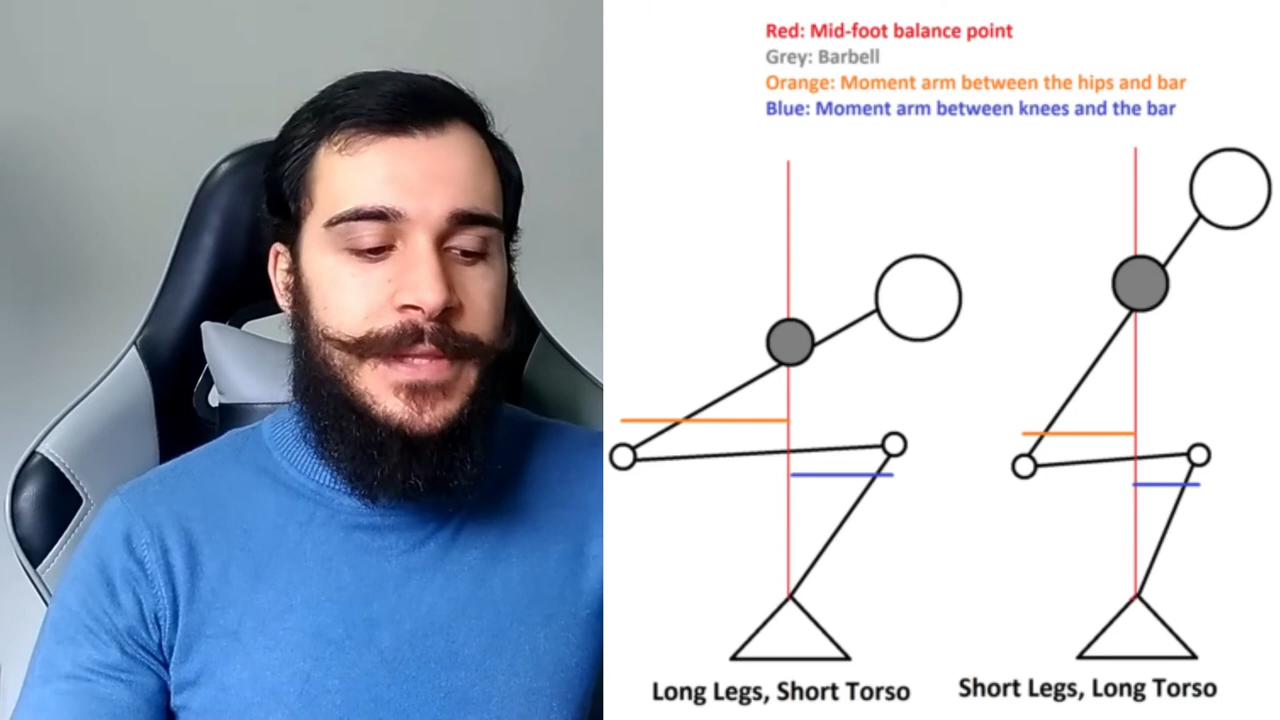 Red: Mid-foot balance point
Grey: Barbell
Orange: Moment arm between the hips and bar
Blue: Moment arm between knees and the bar
Long Legs, Short Torso
Short Legs, Long Torso